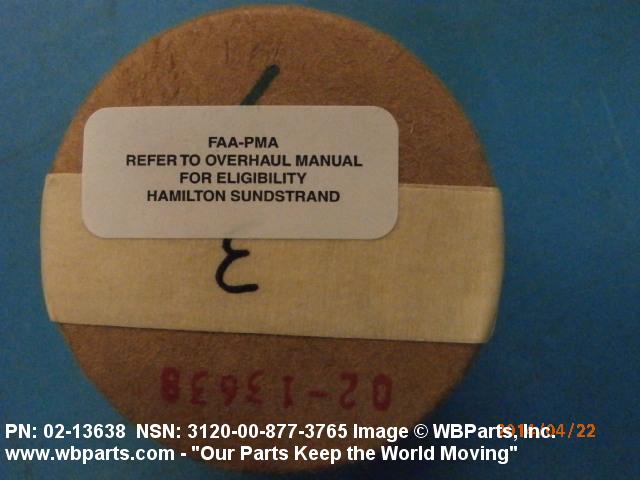 FAA-PMA
REFER TO OVERHAUL MANUAL
FOR ELIGIBILITY
HAMILTON SUNDSTRAND
02-13638
PN: 02-13638 NSN: 3120-00-877-3765 Image © WBParts, Inc.
www.wbparts.com - "Our Parts Keep the World Moving"